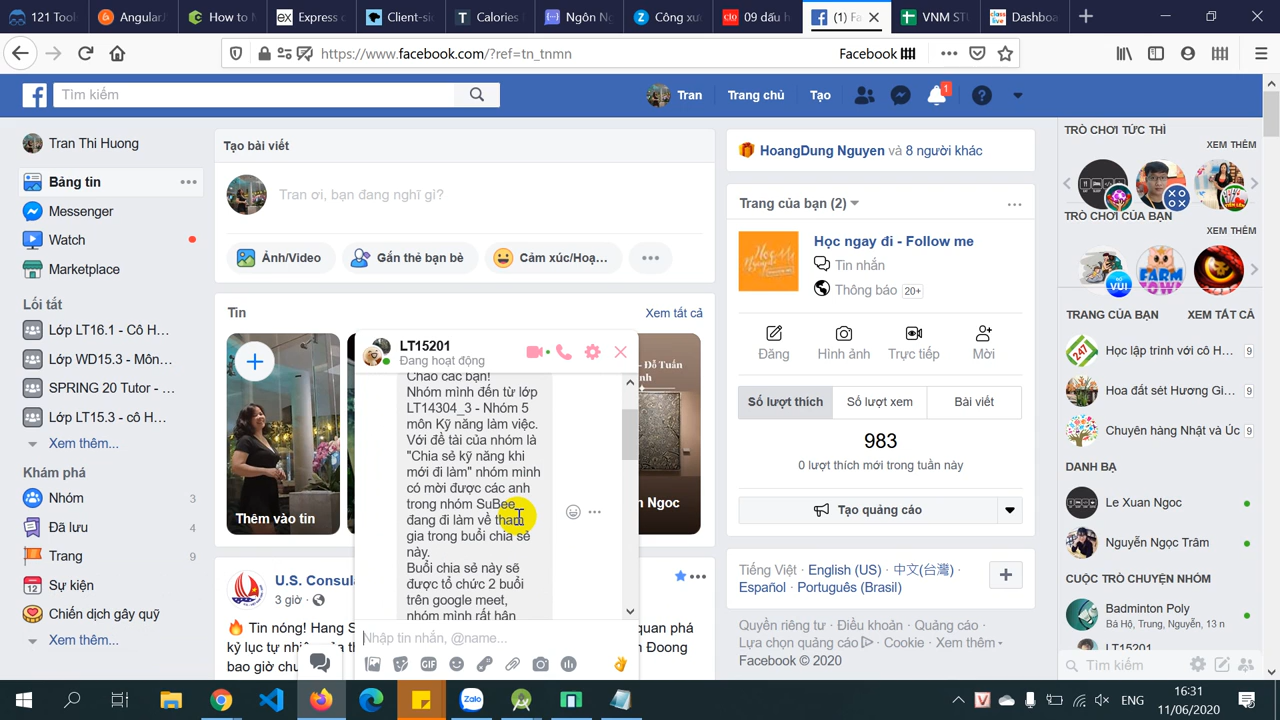 121 Tool
Angular
How to M
Express d
Client-si
Calories
Ngôn Ng
Công xu
09 dấu h
(1) Fa
VNM ST
Dashboa
https://www.facebook.com/?ref=tn_tnmn
Facebook
Tìm kiếm
Tran
Trang chủ
Tạo
1
Tran Thi Huong
Bảng tin
Messenger
Watch
Marketplace
Lối tắt
Lớp LT16.1 - Cô H...
Lớp WD15.3 - Môn...
SPRING 20 Tutor - ...
Lớp LT15.3 - cô H...
Xem thêm...
Khám phá
Nhóm 3
Đã lưu
Trang 9
Sự kiện
Chiến dịch gây quỹ
Xem thêm...
Tạo bài viết
Tran ơi, bạn đang nghĩ gì?
Ảnh/Video
Gắn thẻ bạn bè
Cảm xúc/Hoạ...
Tin
Xem tất cả
Thêm vào tin
Đỗ Tuấn
n Ngoc
LT15201
Đang hoạt động
Chào các bạn!
Nhóm mình đến từ lớp
LT14304_3 - Nhóm 5
môn Kỹ năng làm việc.
Với đề tài của nhóm là
"Chia sẻ kỹ năng khi
mới đi làm" nhóm mình
có mời được các anh
trong nhóm SuBee
đang đi làm về tham
gia trong buổi chia sẻ
này.
Buổi chia sẻ này sẽ
được tổ chức 2 buổi
trên google meet,
nhóm mình rất hân
Nhập tin nhắn, @name...
GIF
U.S. Consula
3 giờ
Tin nóng! Hang S
quan phá
kỷ lục tự nhiên
Đoong
bao giờ chu
HoangDung Nguyen và 8 người khác
Trang của bạn (2)
Học ngay đi - Follow me
Tin nhắn
Thông báo 20+
Đăng
Hình ảnh
Trực tiếp
Mời
Số lượt thích
Số lượt xem
Bài viết
983
0 lượt thích mới trong tuần này
Tạo quảng cáo
Tiếng Việt · English (US) · 中文(台灣) ·
Español · Português (Brasil)
Quyền riêng tư · Điều khoản · Quảng cáo ·
Lựa chọn quảng cáo · Cookie · Xem thêm
Facebook © 2020
TRÒ CHƠI TỨC THÌ
XEM THÊM
TRÒ CHƠI CỦA BẠN
XEM THÊM
VUI
FARM
TRANG CỦA BẠN
XEM TẤT CẢ
247
Học lập trình với cô H... 9
Hoa đất sét Hương Gi... 9
Chuyên hàng Nhật và Úc 9
DANH BẠ
Le Xuan Ngoc
Nguyễn Ngọc Trâm
CUỘC TRÒ CHUYỆN NHÓM
Badminton Poly
Bá Hộ, Trung, Nguyễn, 13 n
LT15201
Tìm kiếm
Zalo
ENG
16:31
11/06/2020